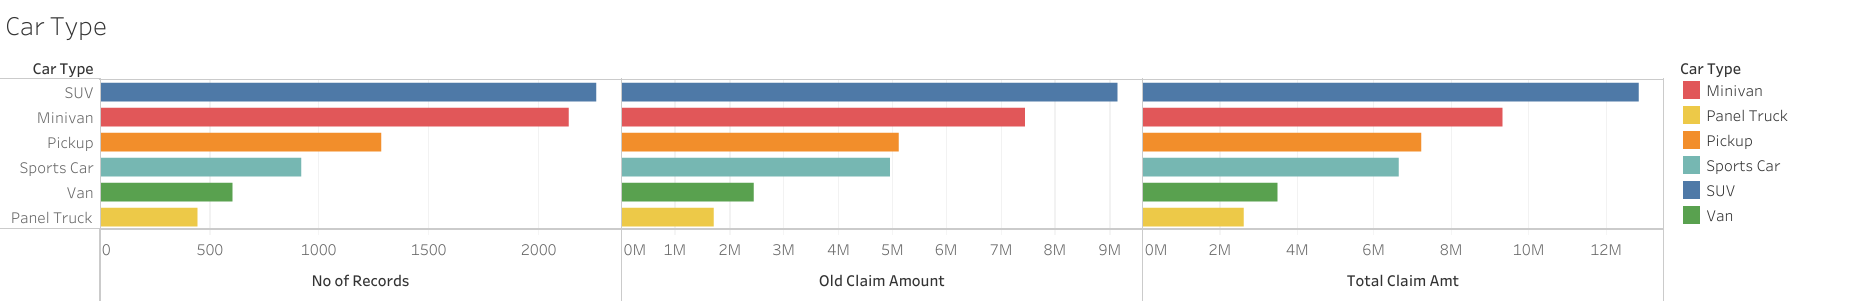 Car Type
Car Type
SUV
Minivan
Pickup
Sports Car
Van
Panel Truck
0 500 1000 1500 2000
No of Records
0M 1M 2M 3M 4M 5M 6M 7M 8M 9M
Old Claim Amount
0M 2M 4M 6M 8M 10M 12M
Total Claim Amt
Car Type
Minivan
Panel Truck
Pickup
Sports Car
SUV
Van